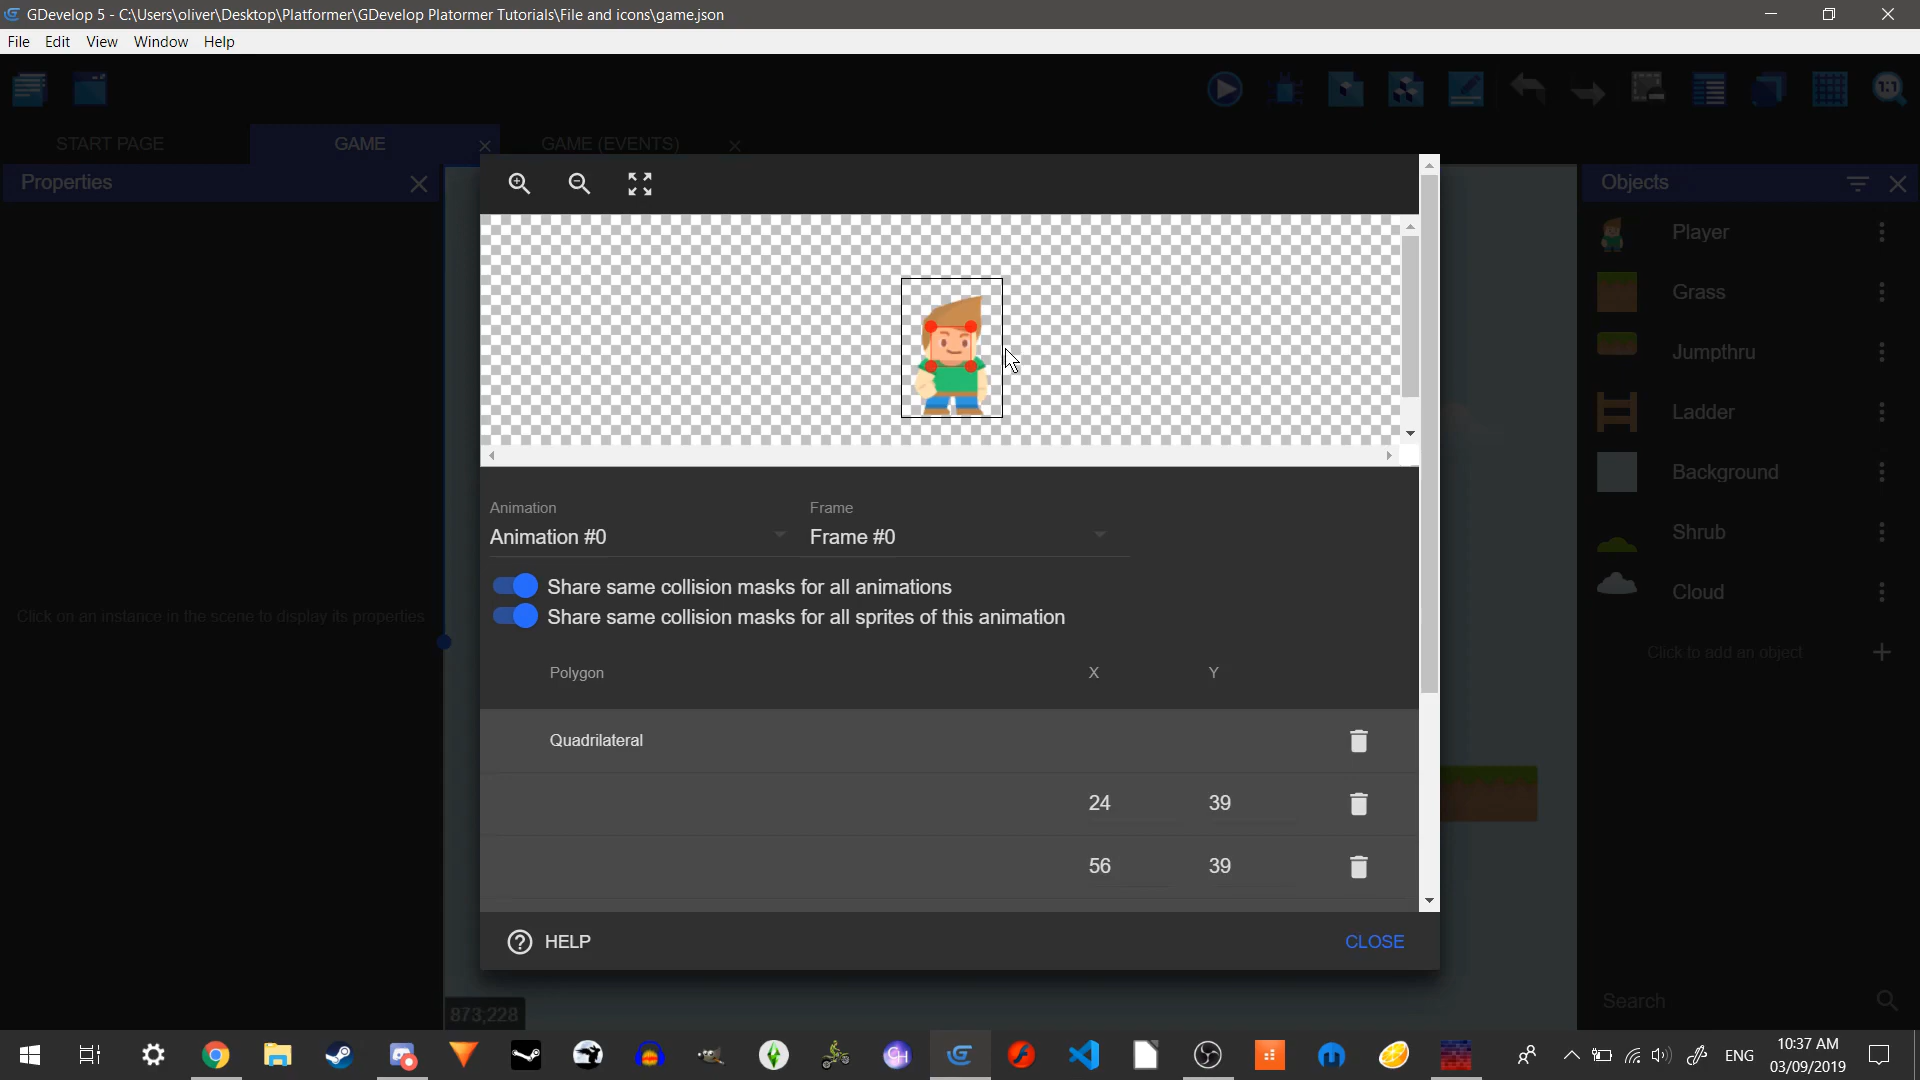 GDevelop 5 - C:\Users\oliver\Desktop\Platformer\GDevelop Platormer Tutorials\File and icons\game.json
File Edit View Window Help
1:1
START PAGE GAME GAME (EVENTS)
Properties
Objects
Player
Grass
Jumpthru
Ladder
Background
Shrub
Cloud
Click to add an object
Search
Click on an instance in the scene to display its properties
Animation Frame
Animation #0 Frame #0
Share same collision masks for all animations
Share same collision masks for all sprites of this animation
Polygon X Y
Quadrilateral
24 39
56 39
HELP CLOSE
873;228
CH
ENG
10:37 AM
03/09/2019